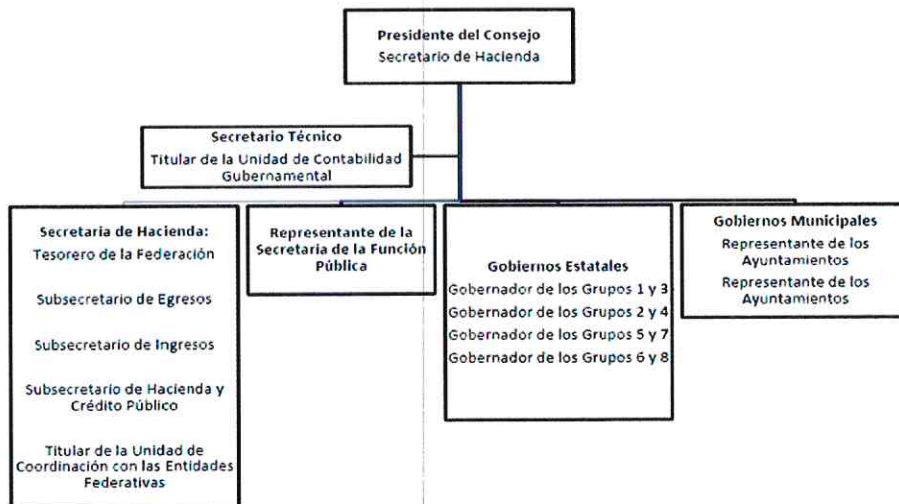 Presidente del Consejo
Secretario de Hacienda
Secretario Técnico
Titular de la Unidad de Contabilidad
Gubernamental
Secretaria de Hacienda:
Tesorero de la Federación
Subsecretario de Egresos
Subsecretario de Ingresos
Subsecretario de Hacienda y
Crédito Público
Titular de la Unidad de
Coordinación con las Entidades
Federativas
Representante de la
Secretaria de la Función
Pública
Gobiernos Estatales
Gobernador de los Grupos 1 y 3
Gobernador de los Grupos 2 y 4
Gobernador de los Grupos 5 y 7
Gobernador de los Grupos 6 y 8
Gobiernos Municipales
Representante de los
Ayuntamientos
Representante de los
Ayuntamientos